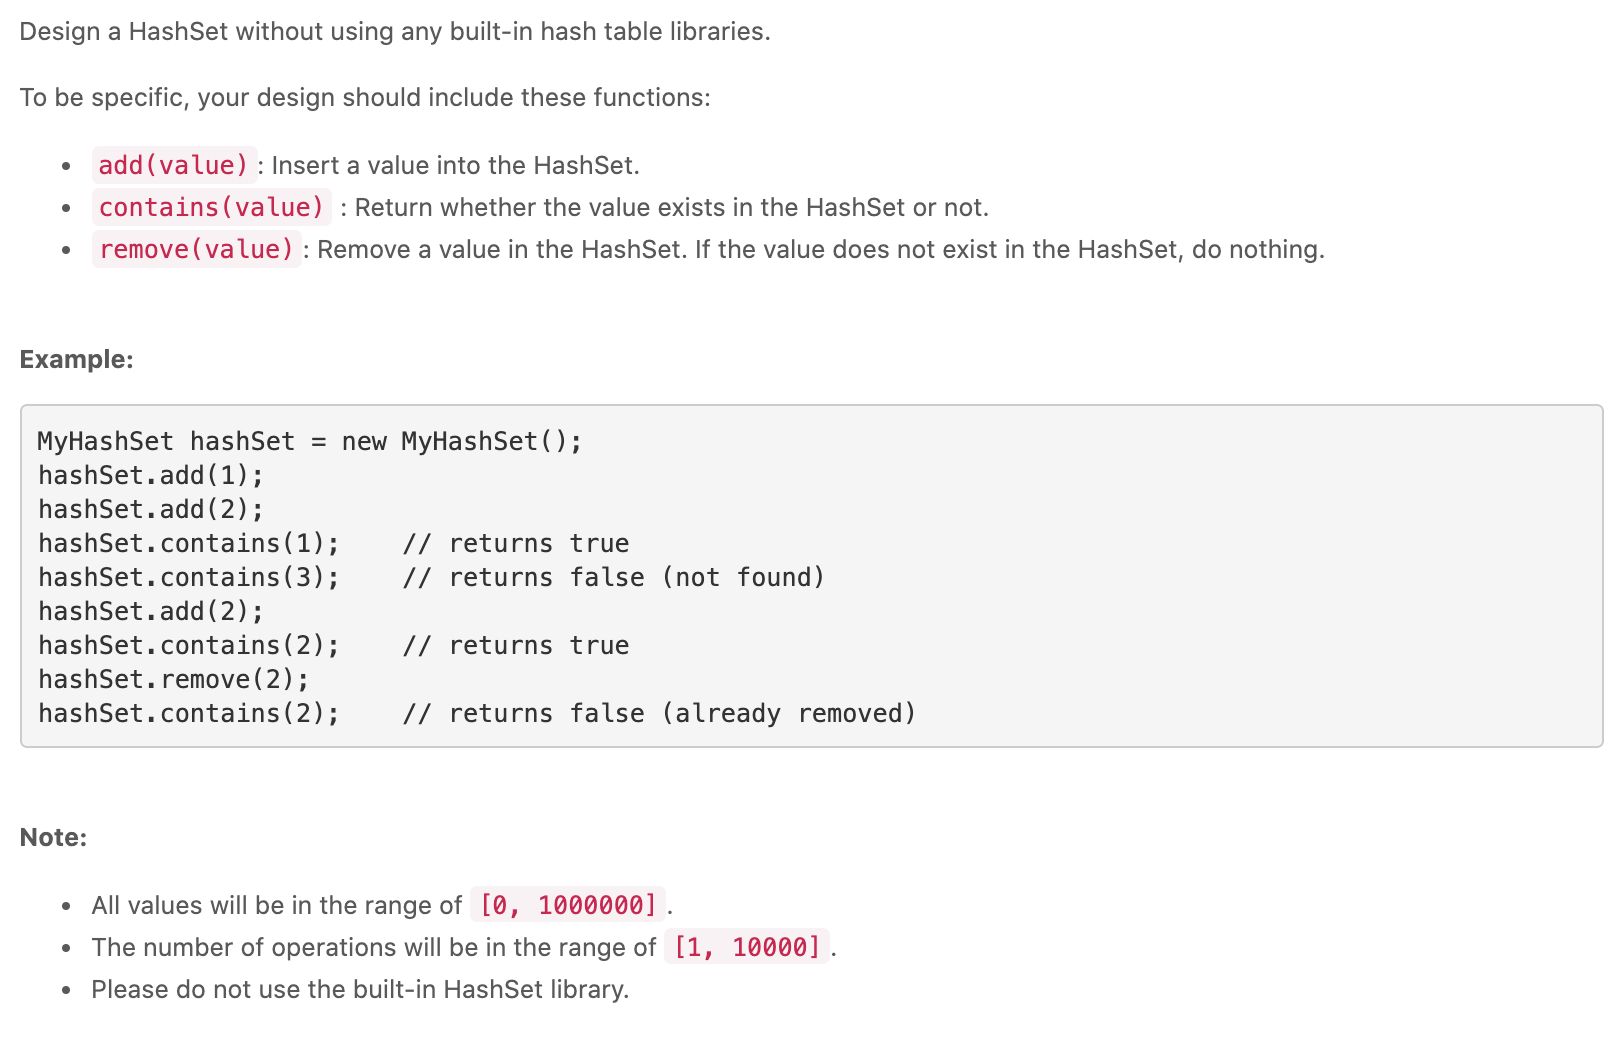 Design a HashSet without using any built-in hash table libraries.
To be specific, your design should include these functions:
• add(value): Insert a value into the HashSet.
• contains(value) : Return whether the value exists in the HashSet or not.
• remove(value): Remove a value in the HashSet. If the value does not exist in the HashSet, do nothing.
Example:
MyHashSet hashSet = new MyHashSet();
hashSet.add(1);
hashSet.add(2);
hashSet.contains(1);    // returns true
hashSet.contains(3);    // returns false (not found)
hashSet.add(2);
hashSet.contains(2);    // returns true
hashSet.remove(2);
hashSet.contains(2);    // returns false (already removed)
Note:
• All values will be in the range of [0, 1000000].
• The number of operations will be in the range of [1, 10000].
• Please do not use the built-in HashSet library.